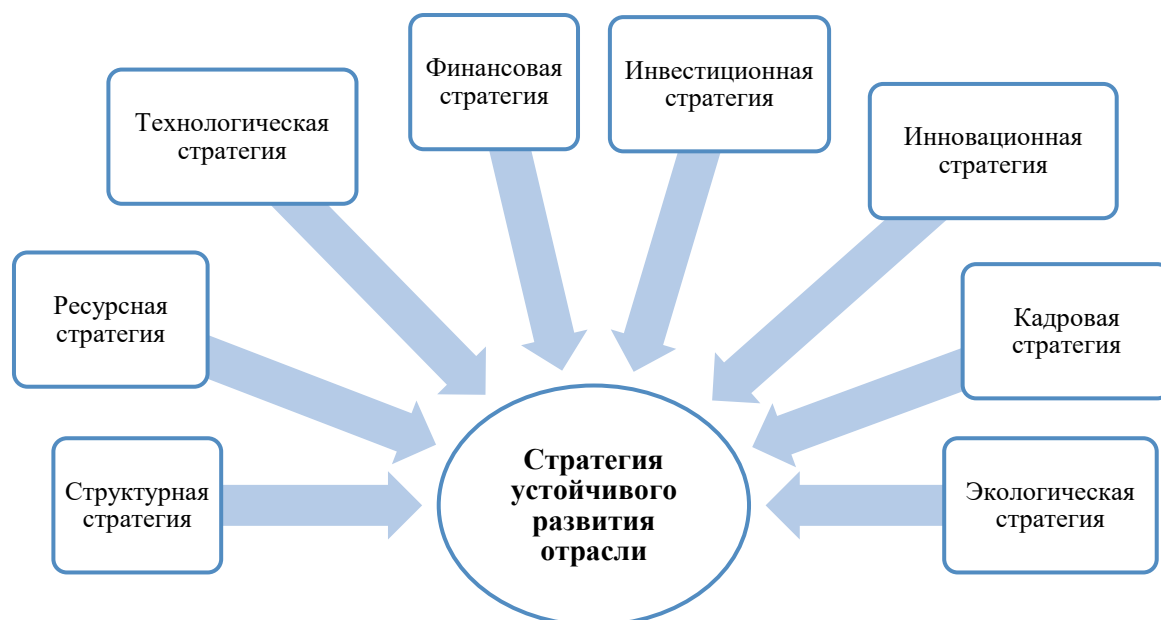 Финансовая
стратегия
Инвестиционная
стратегия
Технологическая
стратегия
Инновационная
стратегия
Ресурсная
стратегия
Кадровая
стратегия
Структурная
стратегия
Стратегия
устойчивого
развития
отрасли
Экологическая
стратегия